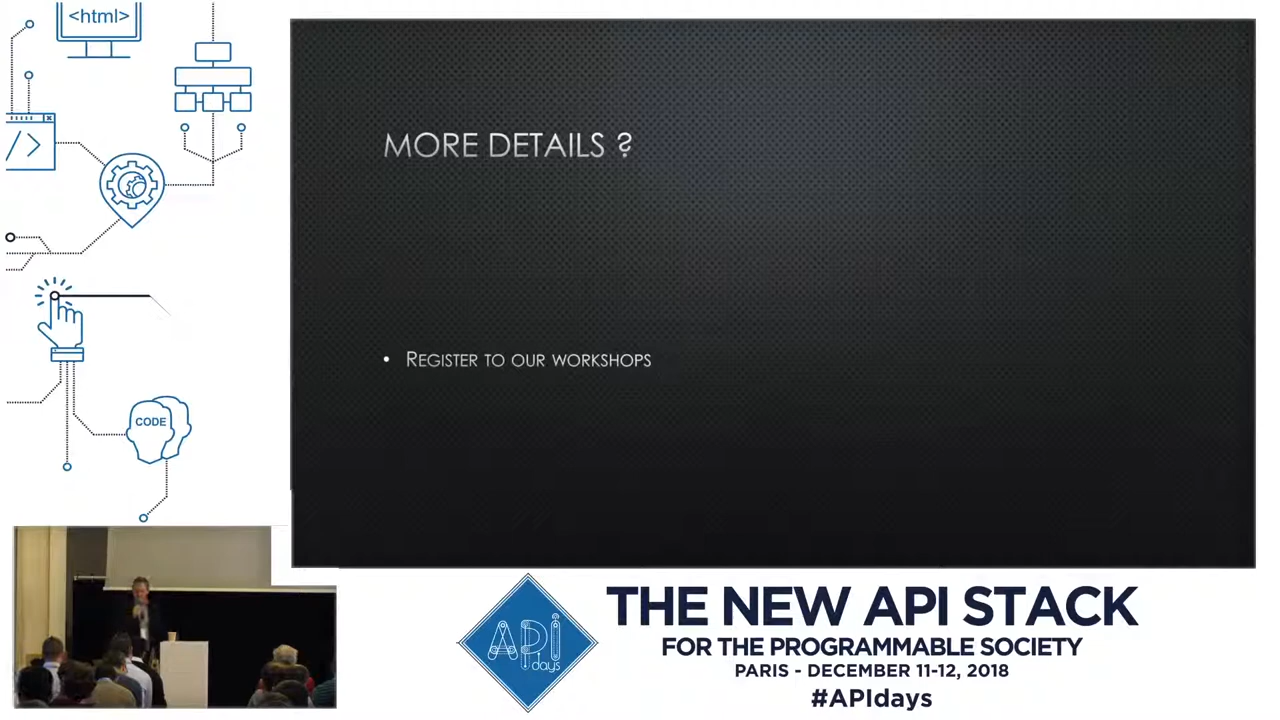 <html>
/>
CODE
MORE DETAILS ?
• REGISTER TO OUR WORKSHOPS
API
days
THE NEW API STACK
FOR THE PROGRAMMABLE SOCIETY
PARIS - DECEMBER 11-12, 2018
#APIdays